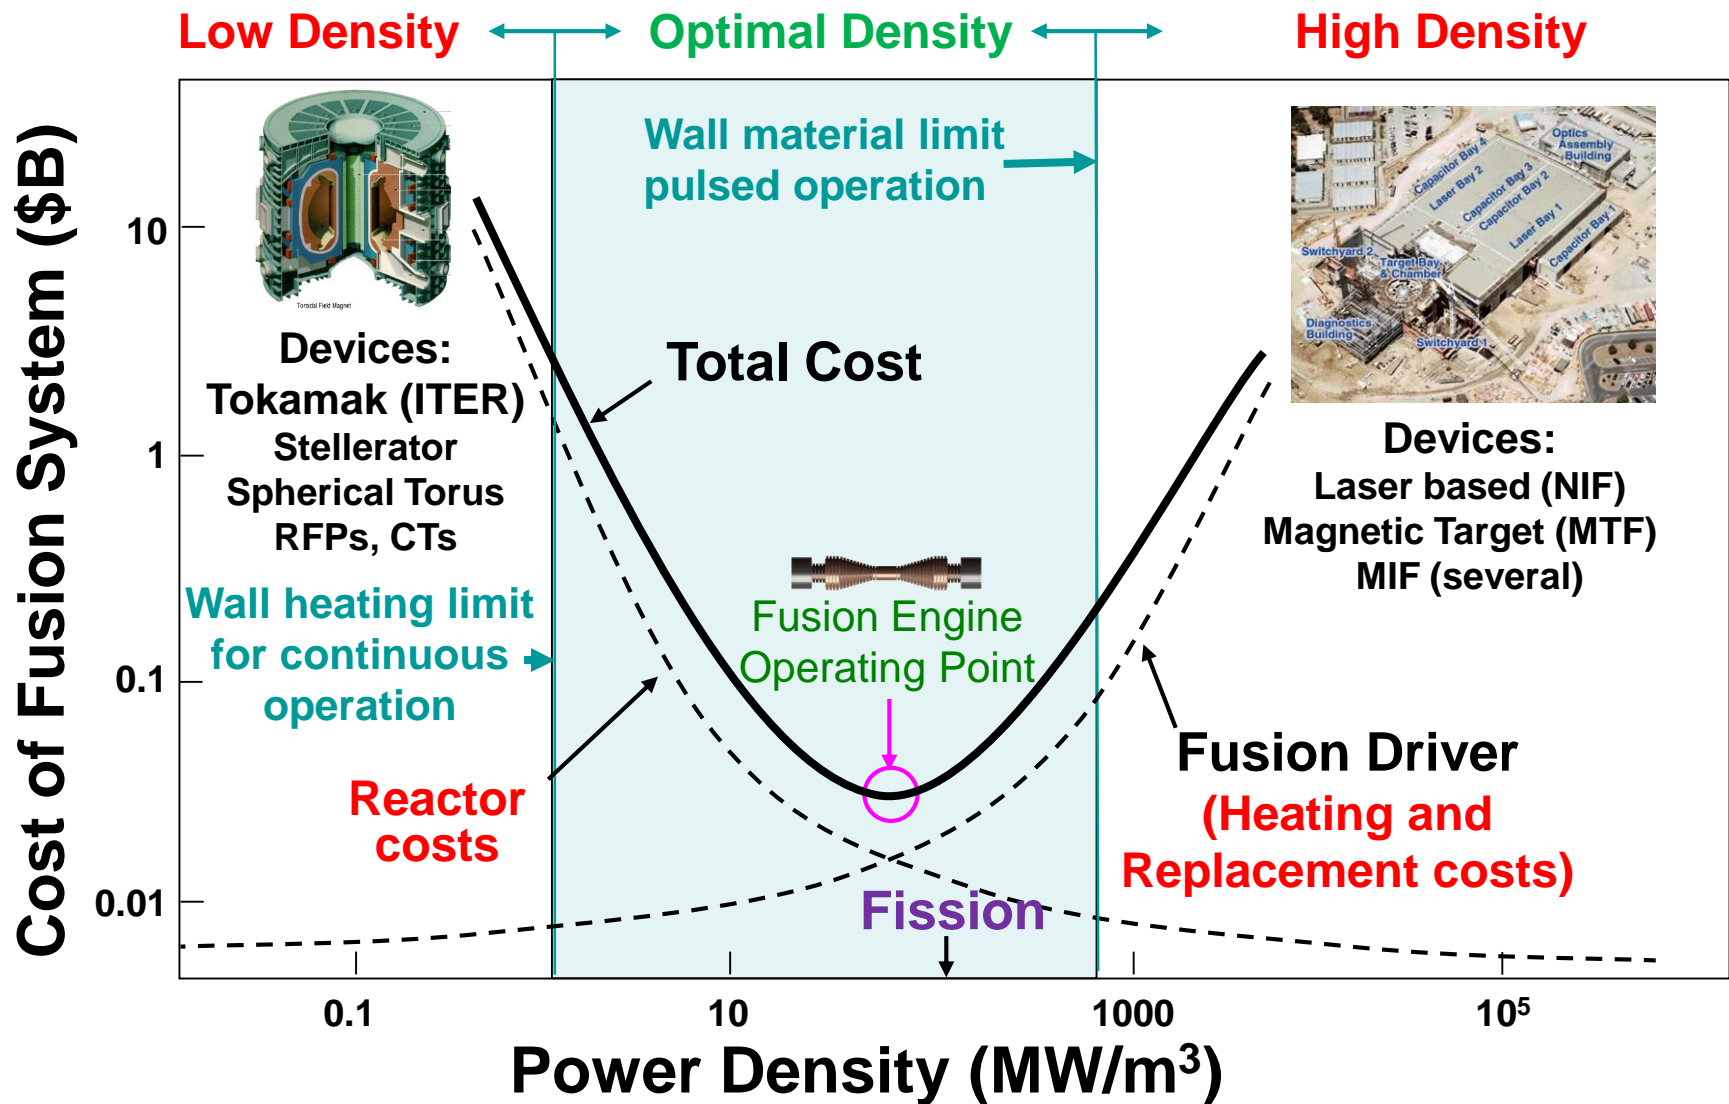 Low Density
Optimal Density
High Density
Cost of Fusion System ($B)
10
1
0.1
0.01
Toroidal Field Magnet
Devices:
Tokamak (ITER)
Stellerator
Spherical Torus
RFPs, CTs
Wall heating limit
for continuous
operation
Reactor
costs
Wall material limit
pulsed operation
Total Cost
Fusion Engine
Operating Point
Fission
Optics
Assembly
Building
Capacitor Bay 4
Laser Bay 2
Capacitor Bay 3
Capacitor Bay 2
Laser Bay 1
Capacitor Bay 1
Switchyard 2
Target Bay
& Chamber
Diagnostics
Building
Switchyard 1
Devices:
Laser based (NIF)
Magnetic Target (MTF)
MIF (several)
Fusion Driver
(Heating and
Replacement costs)
0.1
10
1000
10⁵
Power Density (MW/m³)